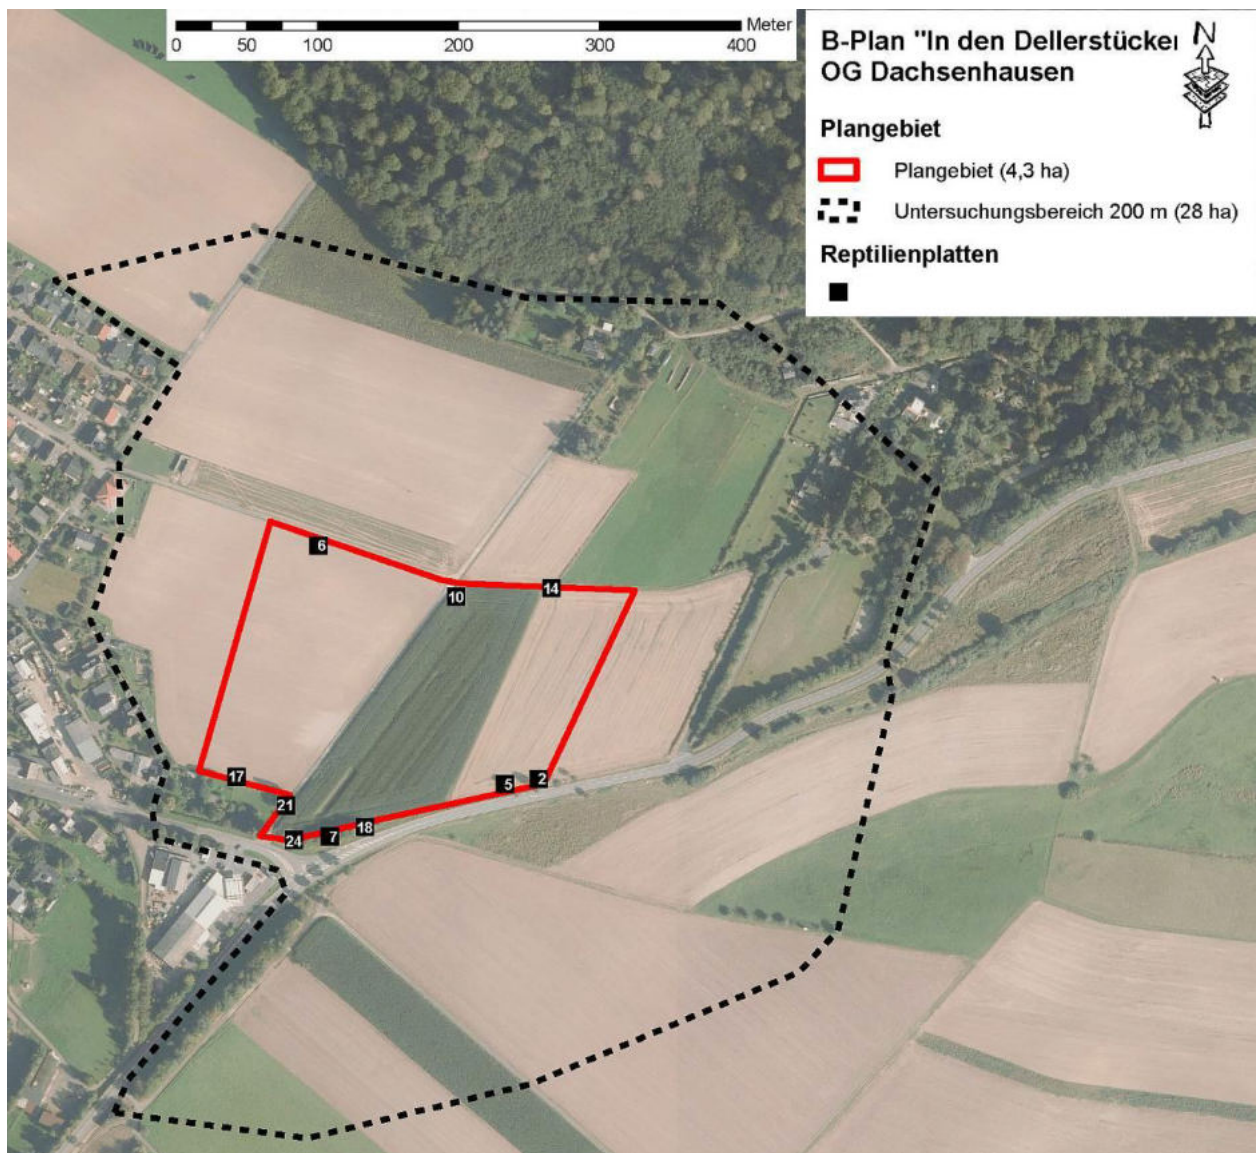 0 50 100 200 300 400 Meter
B-Plan "In den Dellerstücke
OG Dachsenhausen
N
Plangebiet
Plangebiet (4,3 ha)
Untersuchungsbereich 200 m (28 ha)
Reptilienplatten
6
10
14
17
21
24
7
18
5
2